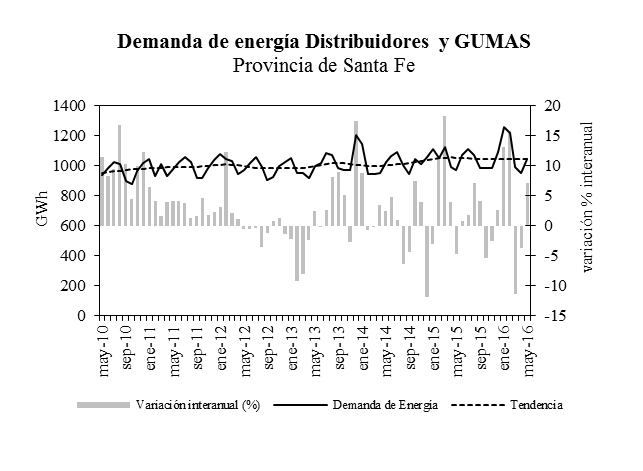 Demanda de energía Distribuidores y GUMAS
Provincia de Santa Fe
1400
1200
1000
800
600
400
200
0
GWh
20
15
10
5
0
-5
-10
-15
variación % interanual
may-10
sep-10
ene-11
may-11
sep-11
ene-12
may-12
sep-12
ene-13
may-13
sep-13
ene-14
may-14
sep-14
ene-15
may-15
sep-15
ene-16
may-16
Variación interanual (%)
Demanda de Energia
Tendencia